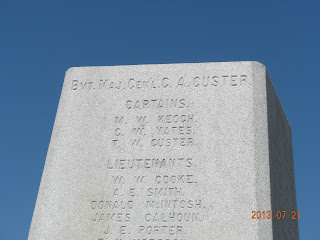 BVT. MAJ. GEN'L. G. A. CUSTER
CAPTAINS.
M. W. KEOGH.
G. W. YATES.
T. W. CUSTER.
LIEUTENANTS.
W. W. COOKE.
A. E. SMITH.
DONALD McINTOSH.
JAMES CALHOUN.
J. E. PORTER.
2013.07.21